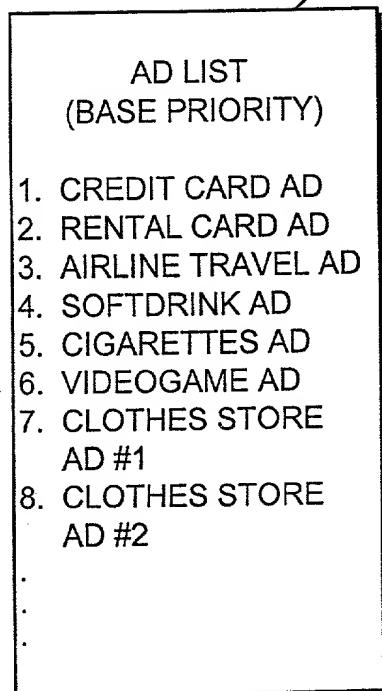 AD LIST
(BASE PRIORITY)
1. CREDIT CARD AD
2. RENTAL CARD AD
3. AIRLINE TRAVEL AD
4. SOFTDRINK AD
5. CIGARETTES AD
6. VIDEOGAME AD
7. CLOTHES STORE
AD #1
8. CLOTHES STORE
AD #2
.
.
.